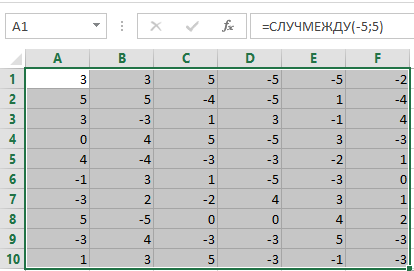 A1 fx =СЛУЧМЕЖДУ(-5;5)
A B C D E F
1 3 3 5 -5 -5 -2
2 5 5 -4 -5 1 -4
3 3 -3 1 3 -1 4
4 0 4 5 -5 3 -3
5 4 -4 -3 -3 -2 1
6 -1 3 1 -5 -3 0
7 -3 2 -2 4 3 1
8 5 -5 0 0 4 2
9 -3 4 -3 -3 5 -3
10 1 3 5 -3 -1 -3